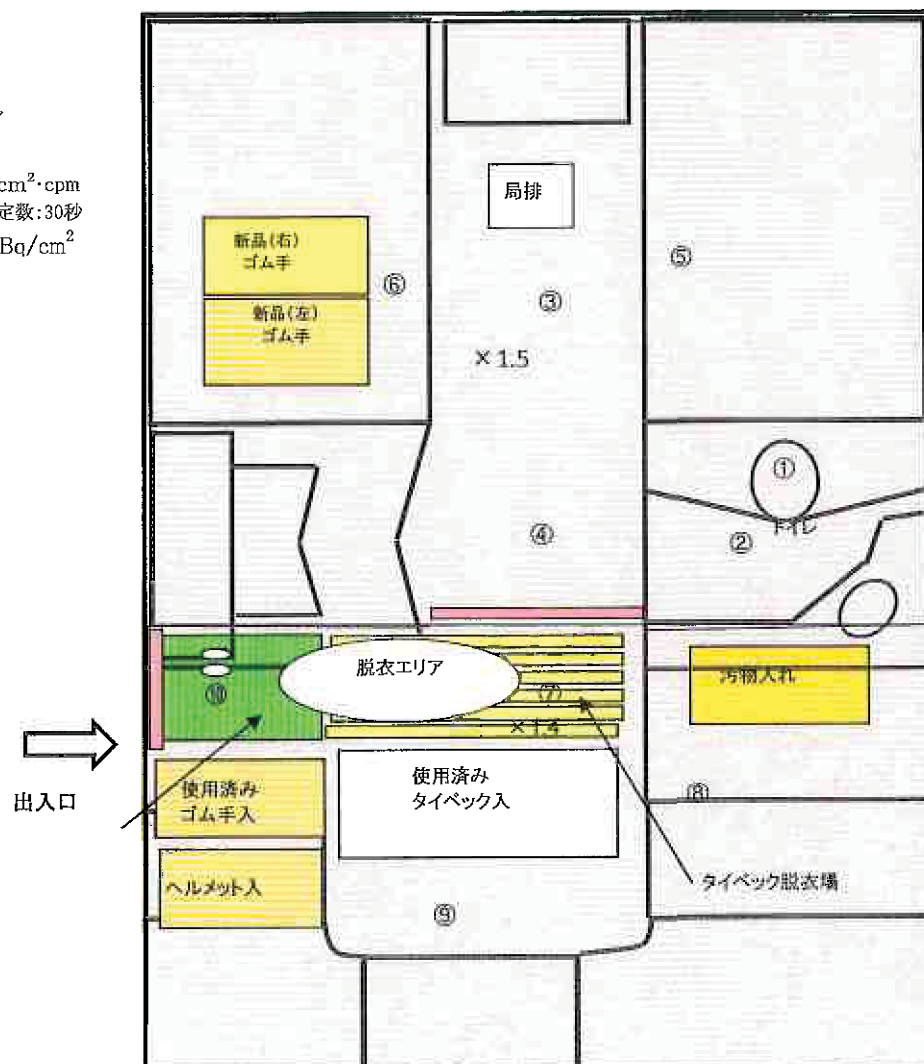 cm²・cpm
定数:30秒
Bq/cm²
局排
新品(右)
ゴム手
新品(左)
ゴム手
⑥
③
⑤
×1.5
①
トイレ
④
②
脱衣エリア
⑦
⑩
×1.4
汚物入れ
出入口
使用済み
ゴム手入
使用済み
タイベック入
⑧
ヘルメット入
タイベック脱衣場
⑨